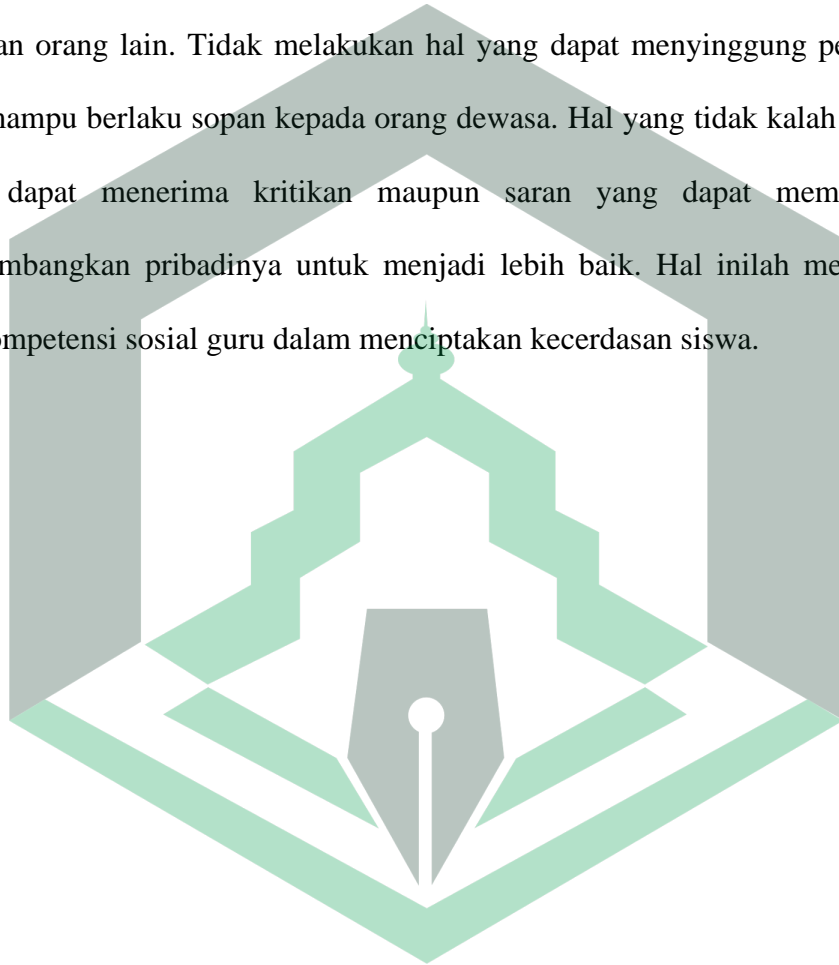 an orang lain. Tidak melakukan hal yang dapat menyinggung pe
nampu berlaku sopan kepada orang dewasa. Hal yang tidak kalah
dapat menerima kritikan maupun saran yang dapat mem
mbangkan pribadinya untuk menjadi lebih baik. Hal inilah me
ompetensi sosial guru dalam menciptakan kecerdasan siswa.